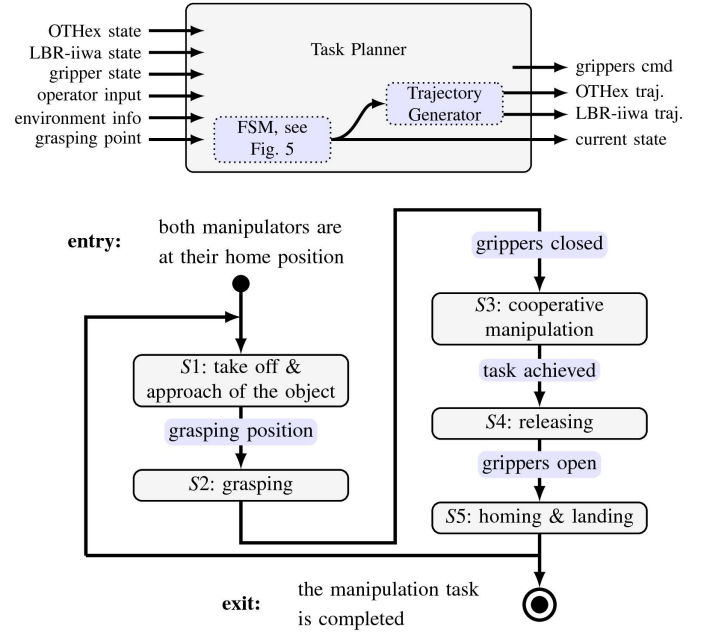 OTHex state
LBR-iiwa state
gripper state
operator input
environment info
grasping point
Task Planner
FSM, see
Fig. 5
Trajectory
Generator
grippers cmd
OTHex traj.
LBR-iiwa traj.
current state
entry:
both manipulators are
at their home position
S1: take off &
approach of the object
grasping position
S2: grasping
grippers closed
S3: cooperative
manipulation
task achieved
S4: releasing
grippers open
S5: homing & landing
exit:
the manipulation task
is completed